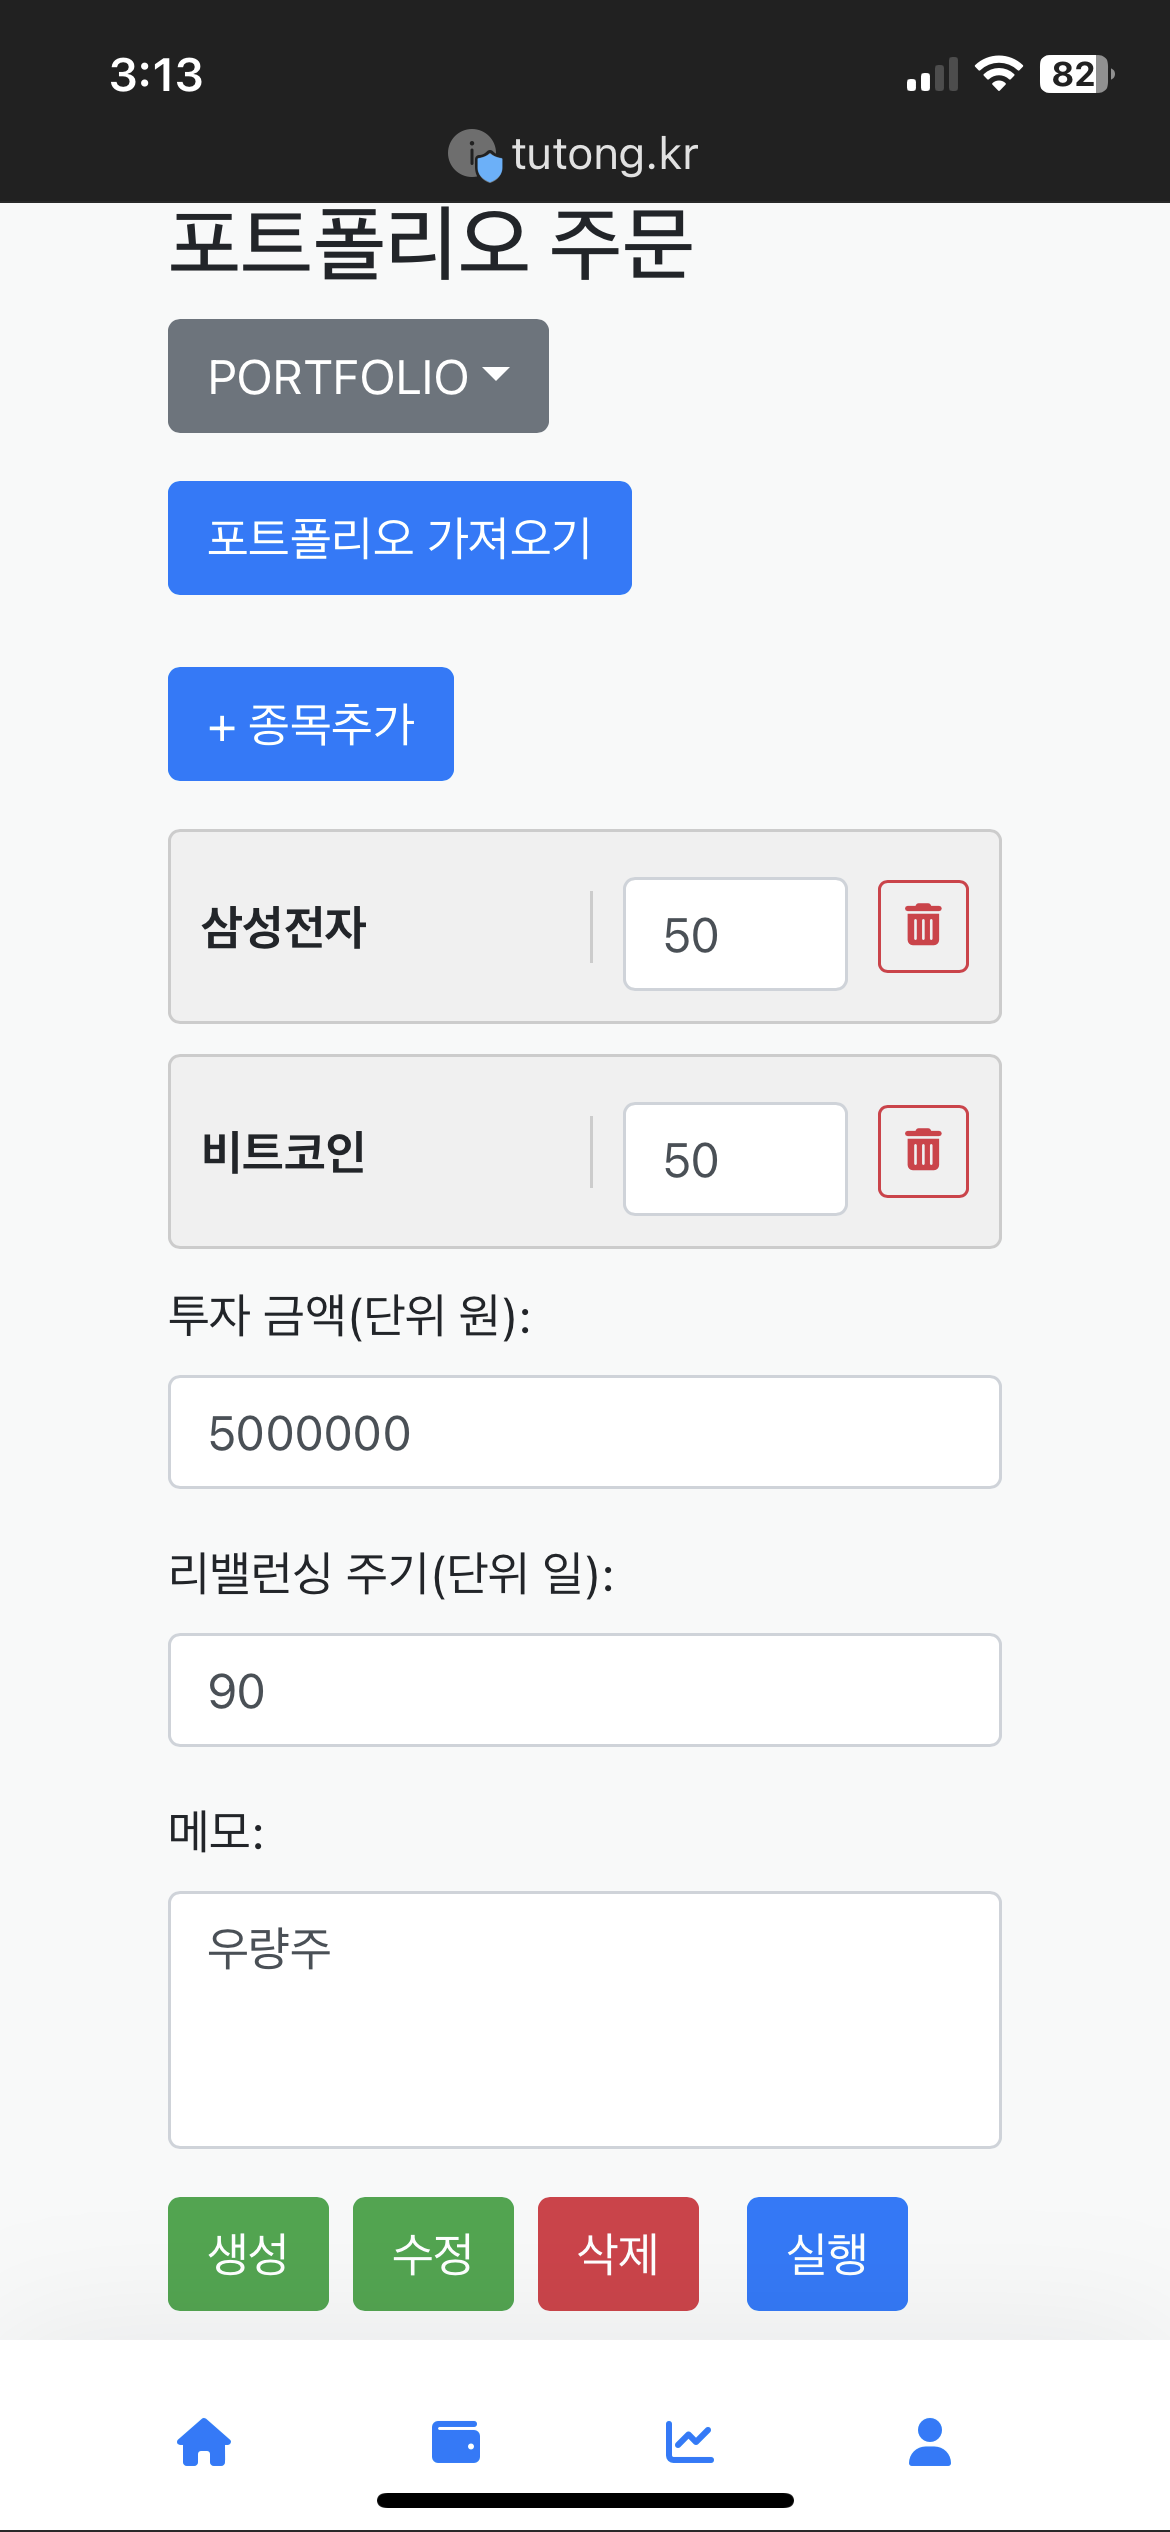 3:13
82
tutong.kr
포트폴리오 주문
PORTFOLIO
포트폴리오 가져오기
+ 종목추가
삼성전자
50
비트코인
50
투자 금액(단위 원):
5000000
리밸런싱 주기(단위 일):
90
메모:
우량주
생성 수정 삭제 실행